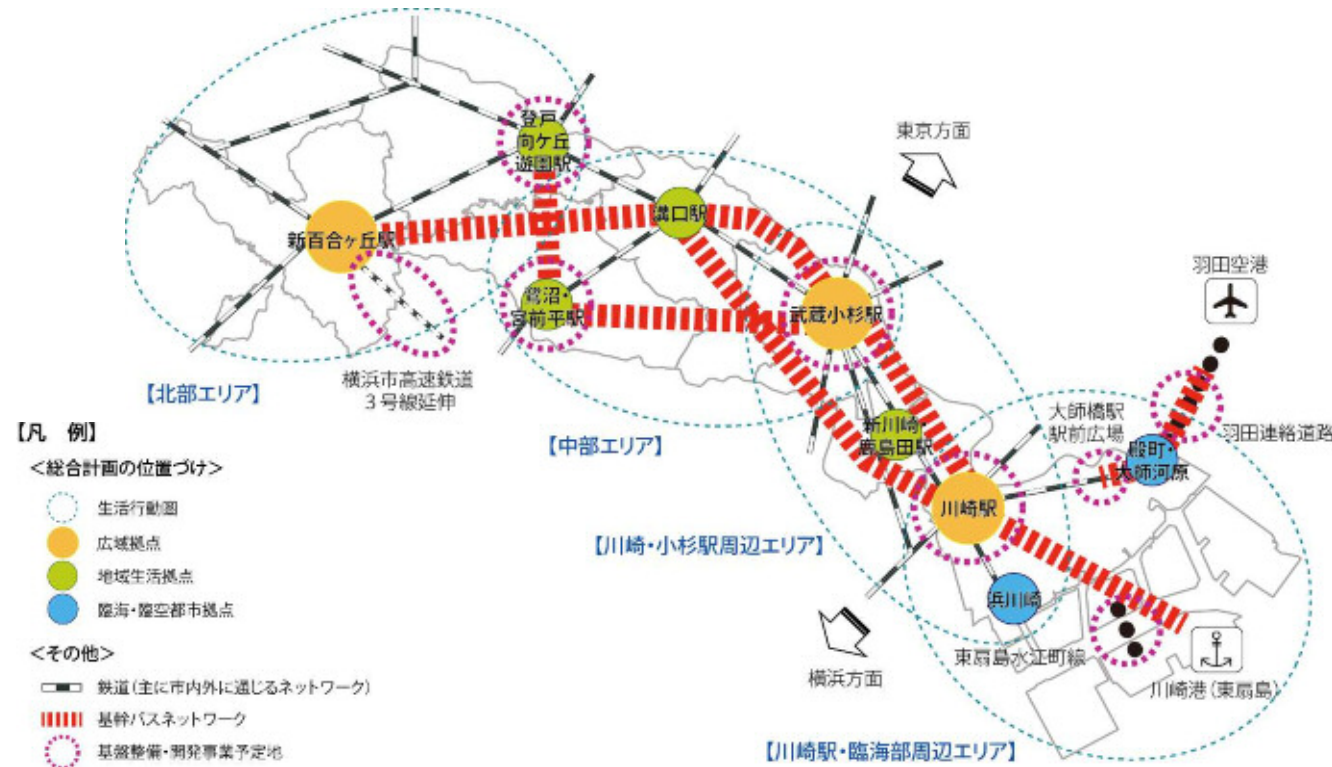 登戸・
向ケ丘
遊園駅
東京方面
溝口駅
新百合ヶ丘駅
羽田空港
鷺沼・
宮前平駅
武蔵小杉駅
横浜市高速鉄道
3号線延伸
【北部エリア】
大師橋駅
駅前広場
羽田連絡道路
【凡　例】
【中部エリア】
新川崎・
鹿島田駅
殿町・
大師河原
＜総合計画の位置づけ＞
生活行動圏
川崎駅
広域拠点
【川崎・小杉駅周辺エリア】
地域生活拠点
浜川崎
臨海・臨空都市拠点
＜その他＞
東扇島水江町線
横浜方面
鉄道(主に市内外に通じるネットワーク)
川崎港(東扇島)
基幹バスネットワーク
基盤整備・開発事業予定地
【川崎駅・臨海部周辺エリア】